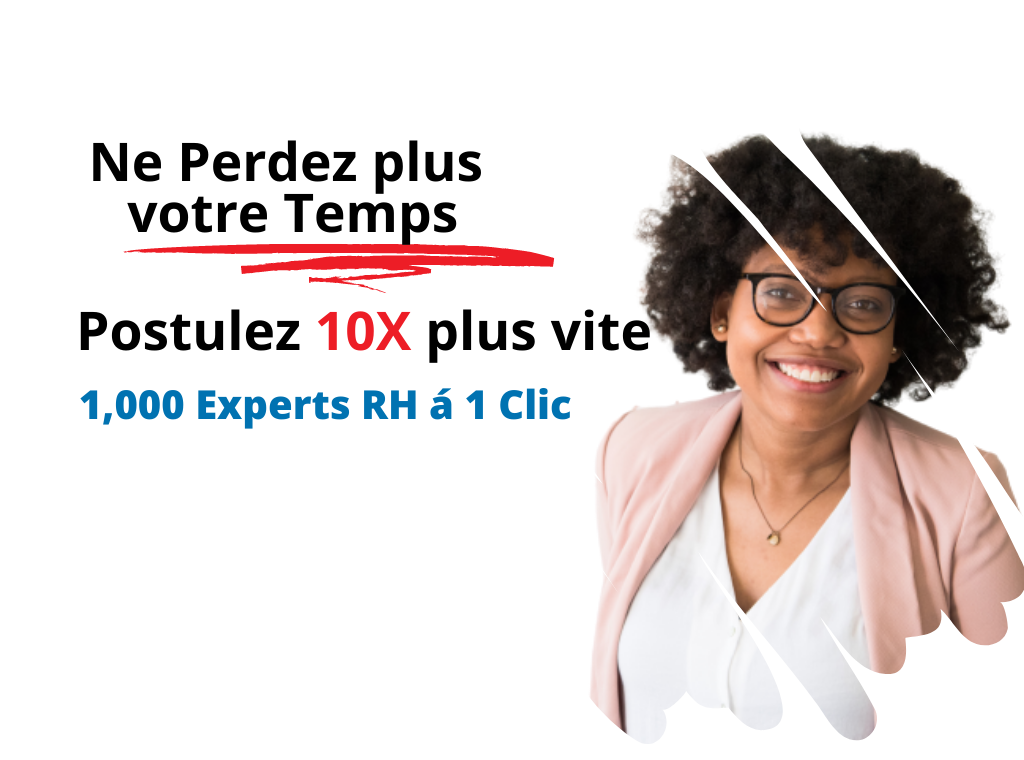 Ne Perdez plus
votre Temps
Postulez 10X plus vite
1,000 Experts RH á 1 Clic